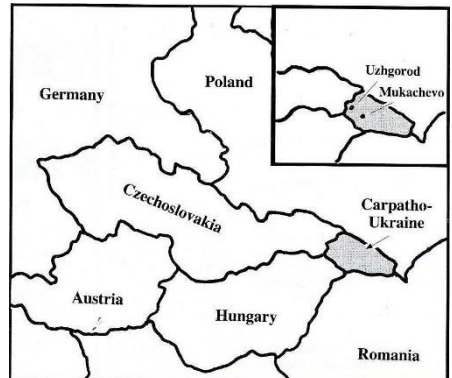 Germany
Poland
Uzhgorod
Mukachevo
Czechoslovakia
Carpatho-
Ukraine
Austria
Hungary
Romania